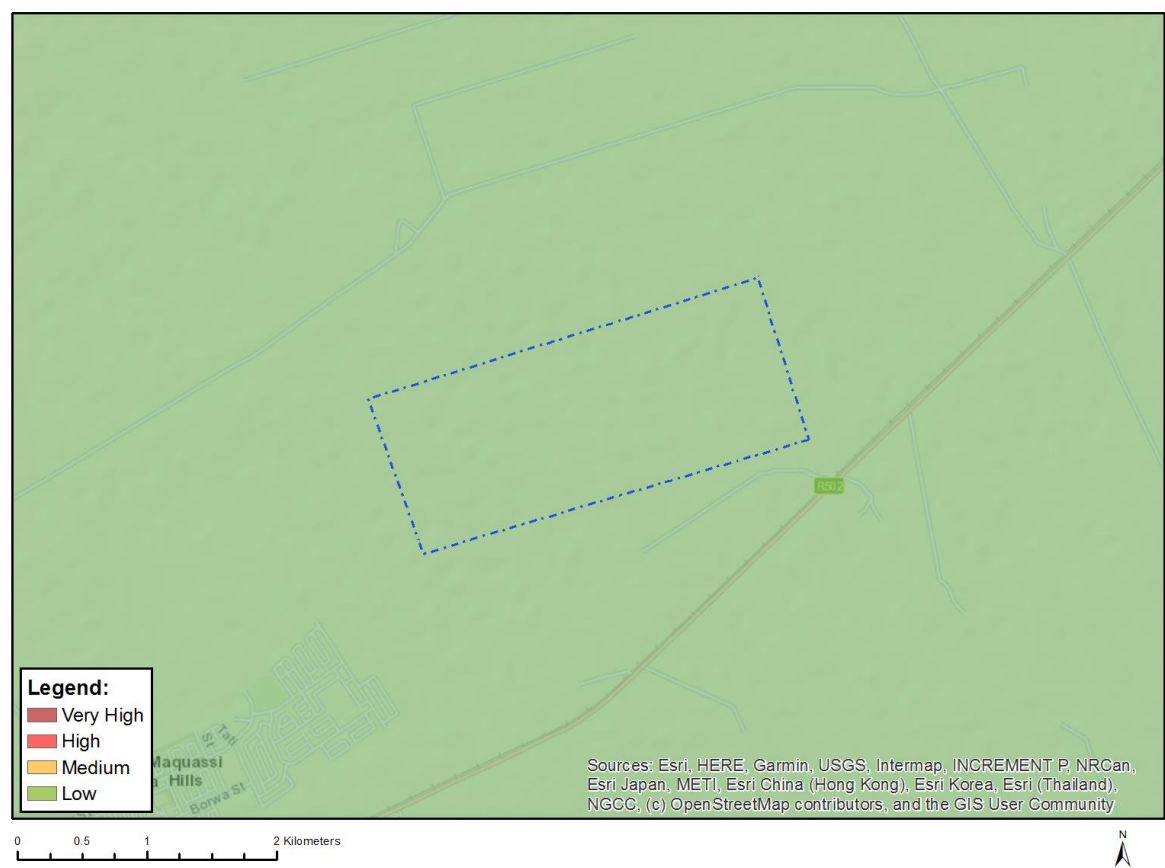 R502
Legend:
Very High
High
Medium
Low
Tati
St
Maquassi
a Hills
Borwa St
St
Sources: Esri, HERE, Garmin, USGS, Intermap, INCREMENT P, NRCan,
Esri Japan, METI, Esri China (Hong Kong), Esri Korea, Esri (Thailand),
NGCC, (c) OpenStreetMap contributors, and the GIS User Community
0 0.5 1 2 Kilometers
N